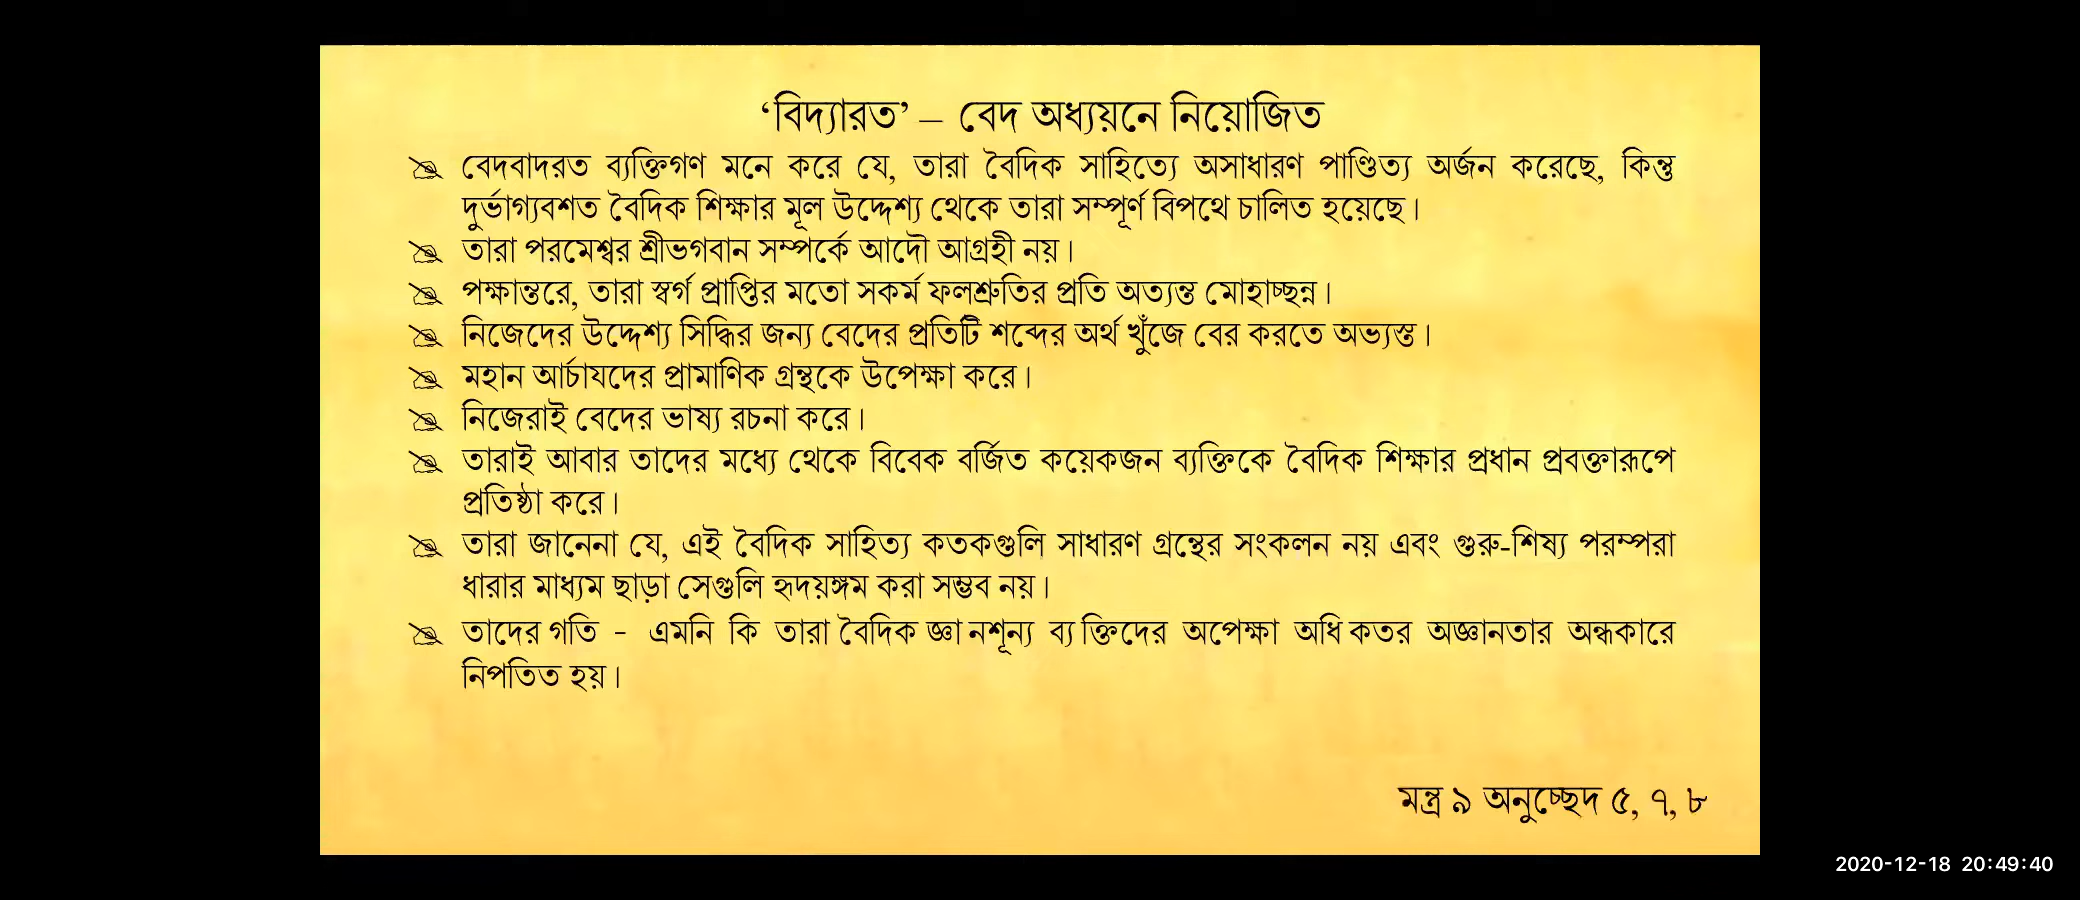 ‘বিদ্যারত’ – বেদ অধ্যয়নে নিয়োজিত
বেদবাদরত ব্যক্তিগণ মনে করে যে, তারা বৈদিক সাহিত্যে অসাধারণ পাণ্ডিত্য অর্জন করেছে, কিন্তু
দুর্ভাগ্যবশত বৈদিক শিক্ষার মূল উদ্দেশ্য থেকে তারা সম্পূর্ণ বিপথে চালিত হয়েছে।
তারা পরমেশ্বর শ্রীভগবান সম্পর্কে আদৌ আগ্রহী নয়।
পক্ষান্তরে, তারা স্বর্গ প্রাপ্তির মতো সকর্ম ফলশ্রুতির প্রতি অত্যন্ত মোহাচ্ছন্ন।
নিজেদের উদ্দেশ্য সিদ্ধির জন্য বেদের প্রতিটি শব্দের অর্থ খুঁজে বের করতে অভ্যস্ত।
মহান আর্চাযদের প্রামাণিক গ্রন্থকে উপেক্ষা করে।
নিজেরাই বেদের ভাষ্য রচনা করে।
তারাই আবার তাদের মধ্যে থেকে বিবেক বর্জিত কয়েকজন ব্যক্তিকে বৈদিক শিক্ষার প্রধান প্রবক্তারূপে
প্রতিষ্ঠা করে।
তারা জানেনা যে, এই বৈদিক সাহিত্য কতকগুলি সাধারণ গ্রন্থের সংকলন নয় এবং গুরু-শিষ্য পরম্পরা
ধারার মাধ্যম ছাড়া সেগুলি হৃদয়ঙ্গম করা সম্ভব নয়।
তাদের গতি - এমনি কি তারা বৈদিক জ্ঞানশূন্য ব্যক্তিদের অপেক্ষা অধিকতর অজ্ঞানতার অন্ধকারে
নিপতিত হয়।
মন্ত্র ৯ অনুচ্ছেদ ৫, ৭, ৮
2020-12-18 20:49:40